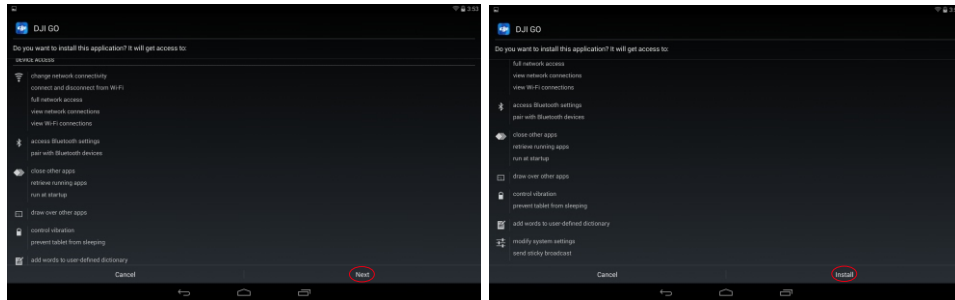 3:53
DJI GO
Do you want to install this application? It will get access to:
DEVICE ACCESS
change network connectivity
connect and disconnect from Wi-Fi
full network access
view network connections
view Wi-Fi connections
access Bluetooth settings
pair with Bluetooth devices
close other apps
retrieve running apps
run at startup
draw over other apps
control vibration
prevent tablet from sleeping
add words to user-defined dictionary
Cancel
Next
DJI GO
Do you want to install this application? It will get access to:
full network access
view network connections
view Wi-Fi connections
access Bluetooth settings
pair with Bluetooth devices
close other apps
retrieve running apps
run at startup
draw over other apps
control vibration
prevent tablet from sleeping
add words to user-defined dictionary
modify system settings
send sticky broadcast
Cancel
Install